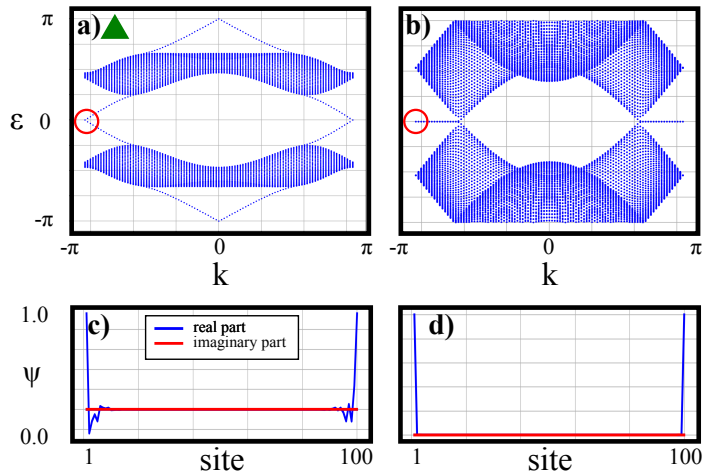 π
a)
b)
ε 0
-π
-π 0 π -π 0 π
k k
c) d)
1.0
real part
imaginary part
ψ
0.0
1 site 100 1 site 100